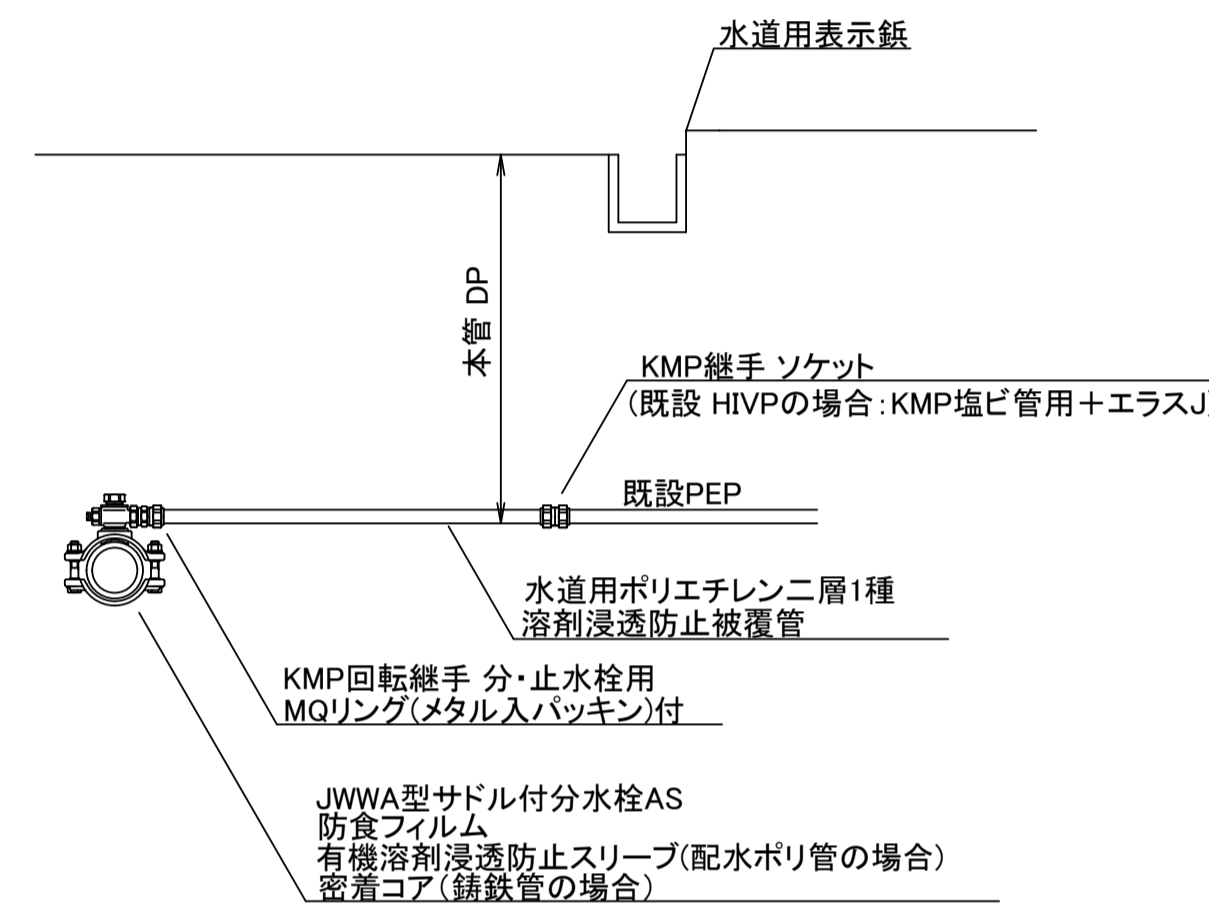 水道用表示鋲
本管 DP
KMP継手 ソケット
(既設 HIVPの場合:KMP塩ビ管用＋エラスJ)
既設PEP
水道用ポリエチレン二層1種
溶剤浸透防止被覆管
KMP回転継手 分・止水栓用
MQリング(メタル入パッキン)付
JWWA型サドル付分水栓AS
防食フィルム
有機溶剤浸透防止スリーブ(配水ポリ管の場合)
密着コア(鋳鉄管の場合)